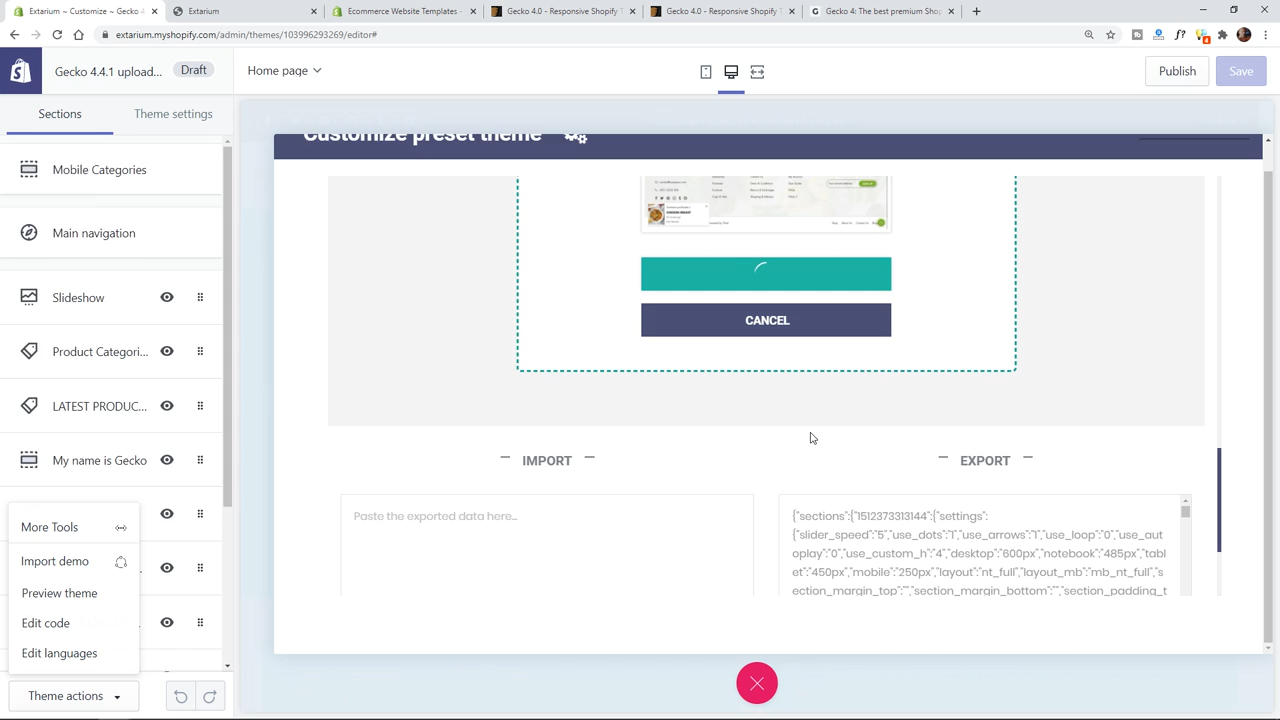 Extarium ~ Customize ~ Gecko 4
Extarium
Ecommerce Website Templates -
Gecko 4.0 - Responsive Shopify T
Gecko 4.0 - Responsive Shopify T
Gecko 4: The best premium Shop
extarium.myshopify.com/admin/themes/103996293269/editor#
Gecko 4.4.1 upload...
Draft
Home page
Publish
Save
Sections
Theme settings
Customize preset theme
Mobile Categories
Main navigation
Slideshow
Product Categori...
LATEST PRODUC...
My name is Gecko
CANCEL
IMPORT
EXPORT
Paste the exported data here...
{"sections":{"1512373313144":{"settings":
{"slider_speed":"5","use_dots":"1","use_arrows":"1","use_loop":"0","use_aut
oplay":"0","use_custom_h":"4","desktop":"600px","notebook":"485px","tabl
et":"450px","mobile":"250px","layout":"nt_full","layout_mb":"mb_nt_full","s
ection_margin_top":"","section_margin_bottom":"","section_padding_t
More Tools
Import demo
Preview theme
Edit code
Edit languages
Theme actions